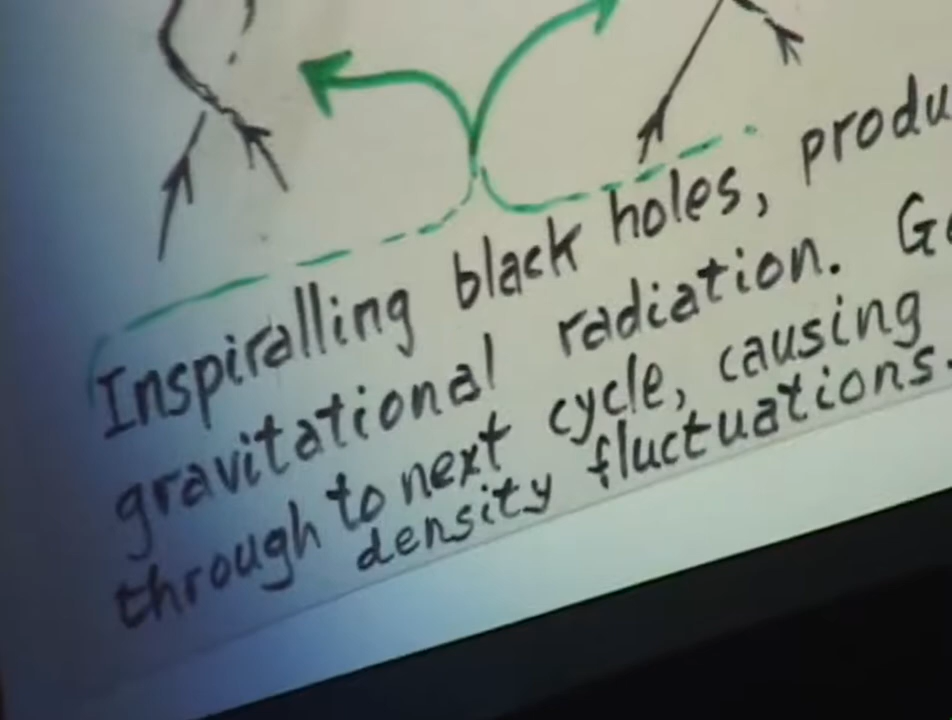 Inspiralling black holes, produ
gravitational radiation. G
through to next cycle, causing
density fluctuations.